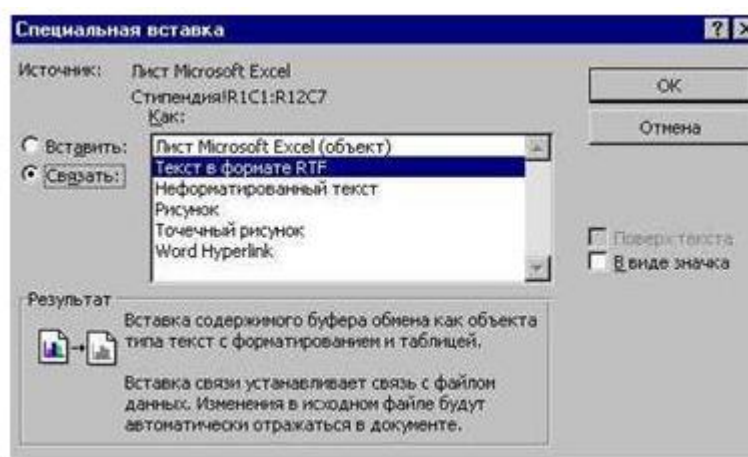 Специальная вставка
Источник: Лист Microsoft Excel
Стипендия!R1C1:R12C7
Как:
Вставить:
Связать:
Лист Microsoft Excel (объект)
Текст в формате RTF
Неформатированный текст
Рисунок
Точечный рисунок
Word Hyperlink
ОК
Отмена
Поверх текста
В виде значка
Результат
Вставка содержимого буфера обмена как объекта
типа текст с форматированием и таблицей.
Вставка связи устанавливает связь с файлом
данных. Изменения в исходном файле будут
автоматически отражаться в документе.